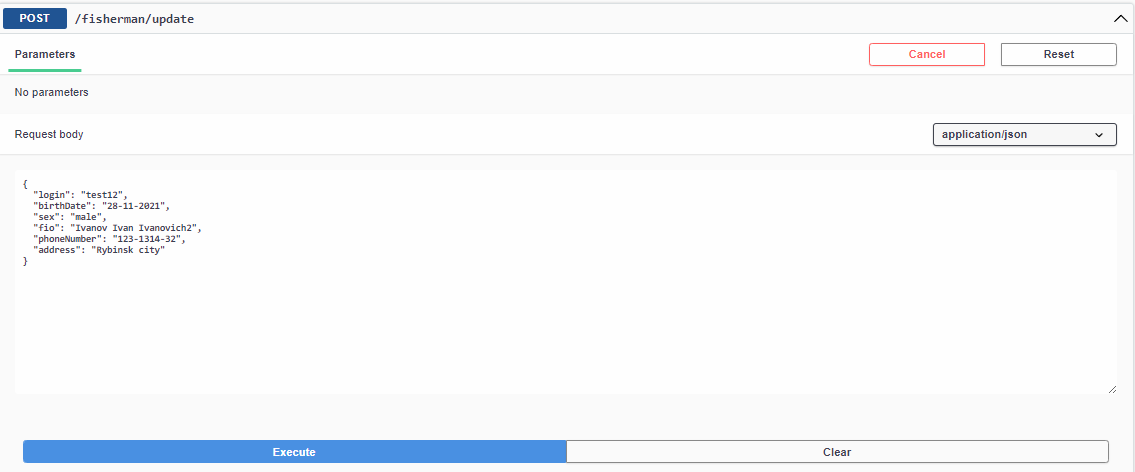 POST /fisherman/update
Parameters Cancel Reset
No parameters
Request body application/json
{
  "login": "test12",
  "birthDate": "28-11-2021",
  "sex": "male",
  "fio": "Ivanov Ivan Ivanovich2",
  "phoneNumber": "123-1314-32",
  "address": "Rybinsk city"
}
Execute Clear